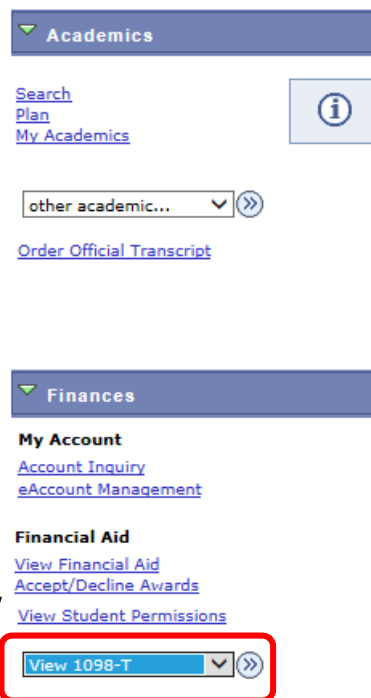 Academics
Search
Plan
My Academics
other academic...
Order Official Transcript
Finances
My Account
Account Inquiry
eAccount Management
Financial Aid
View Financial Aid
Accept/Decline Awards
View Student Permissions
View 1098-T